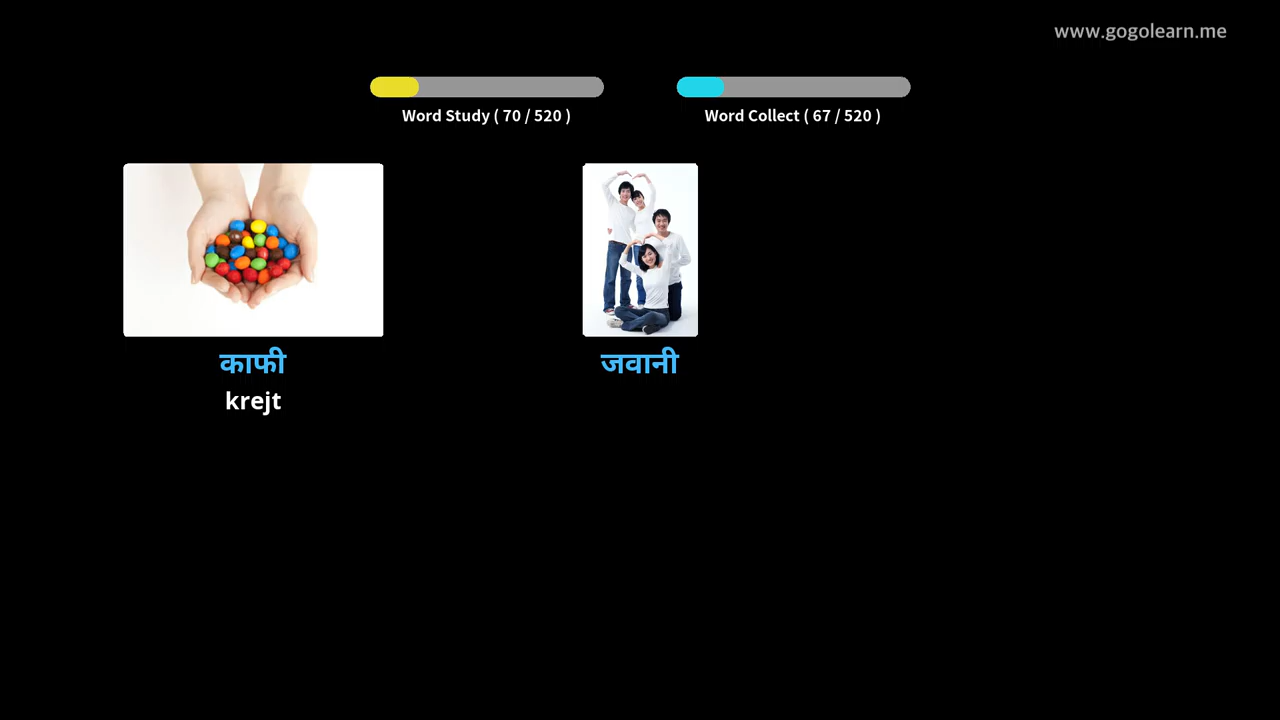 www.gogolearn.me
Word Study ( 70 / 520 )
Word Collect ( 67 / 520 )
काफी
krejt
जवानी